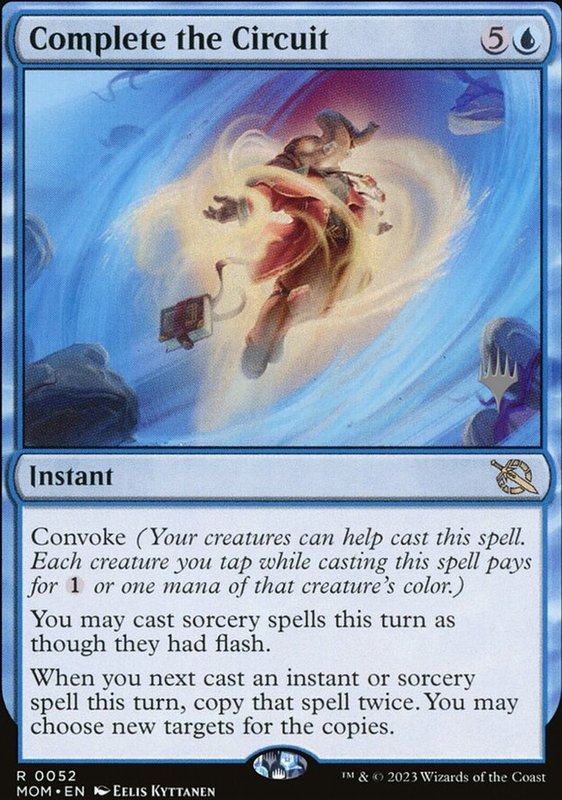 Complete the Circuit 5
Instant
Convoke (Your creatures can help cast this spell.
Each creature you tap while casting this spell pays
for 1 or one mana of that creature's color.)
You may cast sorcery spells this turn as
though they had flash.
When you next cast an instant or sorcery
spell this turn, copy that spell twice. You may
choose new targets for the copies.
R 0052
MOM • EN Eelis Kyttanen
™ & © 2023 Wizards of the Coast